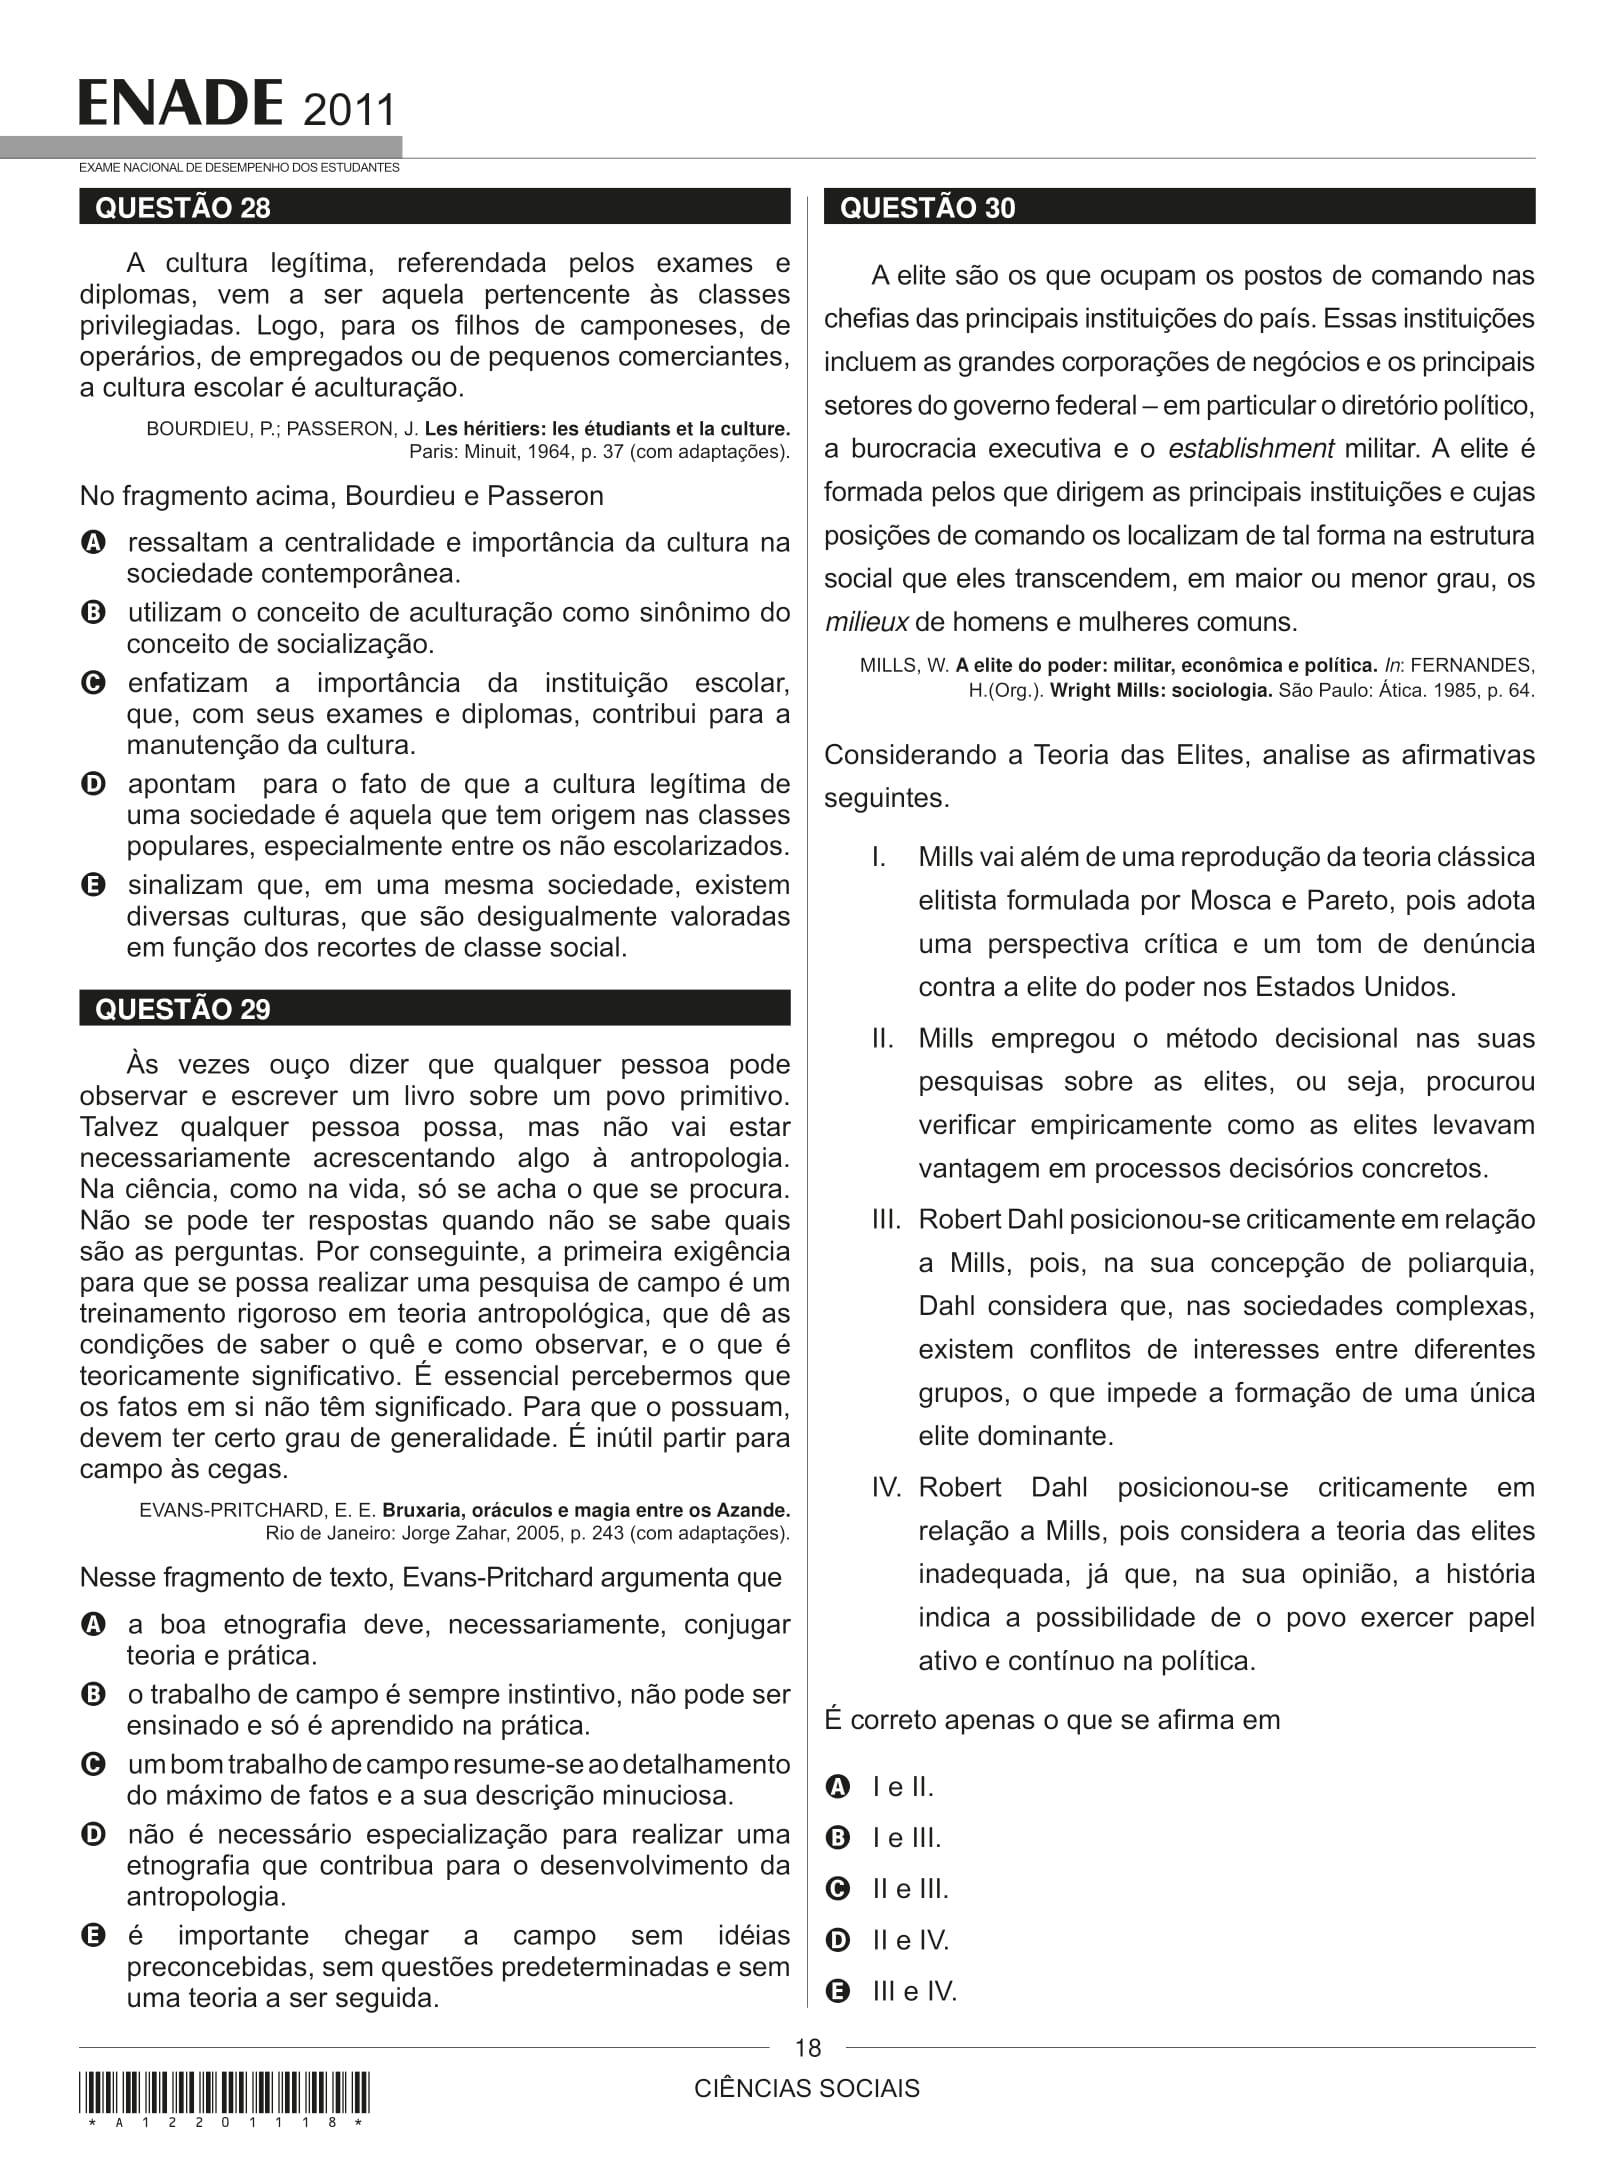 ENADE 2011
EXAME NACIONAL DE DESEMPENHO DOS ESTUDANTES
QUESTÃO 28
A cultura legítima, referendada pelos exames e
diplomas, vem a ser aquela pertencente às classes
privilegiadas. Logo, para os filhos de camponeses, de
operários, de empregados ou de pequenos comerciantes,
a cultura escolar é aculturação.
BOURDIEU, P.; PASSERON, J. Les héritiers: les étudiants et la culture.
Paris: Minuit, 1964, p. 37 (com adaptações).
No fragmento acima, Bourdieu e Passeron
A ressaltam a centralidade e importância da cultura na
sociedade contemporânea.
B utilizam o conceito de aculturação como sinônimo do
conceito de socialização.
C enfatizam a importância da instituição escolar,
que, com seus exames e diplomas, contribui para a
manutenção da cultura.
D apontam para o fato de que a cultura legítima de
uma sociedade é aquela que tem origem nas classes
populares, especialmente entre os não escolarizados.
E sinalizam que, em uma mesma sociedade, existem
diversas culturas, que são desigualmente valoradas
em função dos recortes de classe social.
QUESTÃO 29
Às vezes ouço dizer que qualquer pessoa pode
observar e escrever um livro sobre um povo primitivo.
Talvez qualquer pessoa possa, mas não vai estar
necessariamente acrescentando algo à antropologia.
Na ciência, como na vida, só se acha o que se procura.
Não se pode ter respostas quando não se sabe quais
são as perguntas. Por conseguinte, a primeira exigência
para que se possa realizar uma pesquisa de campo é um
treinamento rigoroso em teoria antropológica, que dê as
condições de saber o quê e como observar, e o que é
teoricamente significativo. É essencial percebermos que
os fatos em si não têm significado. Para que o possuam,
devem ter certo grau de generalidade. É inútil partir para
campo às cegas.
EVANS-PRITCHARD, E. E. Bruxaria, oráculos e magia entre os Azande.
Rio de Janeiro: Jorge Zahar, 2005, p. 243 (com adaptações).
Nesse fragmento de texto, Evans-Pritchard argumenta que
A a boa etnografia deve, necessariamente, conjugar
teoria e prática.
B o trabalho de campo é sempre instintivo, não pode ser
ensinado e só é aprendido na prática.
C um bom trabalho de campo resume-se ao detalhamento
do máximo de fatos e a sua descrição minuciosa.
D não é necessário especialização para realizar uma
etnografia que contribua para o desenvolvimento da
antropologia.
E é importante chegar a campo sem idéias
preconcebidas, sem questões predeterminadas e sem
uma teoria a ser seguida.
QUESTÃO 30
A elite são os que ocupam os postos de comando nas
chefias das principais instituições do país. Essas instituições
incluem as grandes corporações de negócios e os principais
setores do governo federal – em particular o diretório político,
a burocracia executiva e o establishment militar. A elite é
formada pelos que dirigem as principais instituições e cujas
posições de comando os localizam de tal forma na estrutura
social que eles transcendem, em maior ou menor grau, os
milieux de homens e mulheres comuns.
MILLS, W. A elite do poder: militar, econômica e política. In: FERNANDES,
H.(Org.). Wright Mills: sociologia. São Paulo: Ática. 1985, p. 64.
Considerando a Teoria das Elites, analise as afirmativas
seguintes.
I. Mills vai além de uma reprodução da teoria clássica
elitista formulada por Mosca e Pareto, pois adota
uma perspectiva crítica e um tom de denúncia
contra a elite do poder nos Estados Unidos.
II. Mills empregou o método decisional nas suas
pesquisas sobre as elites, ou seja, procurou
verificar empiricamente como as elites levavam
vantagem em processos decisórios concretos.
III. Robert Dahl posicionou-se criticamente em relação
a Mills, pois, na sua concepção de poliarquia,
Dahl considera que, nas sociedades complexas,
existem conflitos de interesses entre diferentes
grupos, o que impede a formação de uma única
elite dominante.
IV. Robert Dahl posicionou-se criticamente em
relação a Mills, pois considera a teoria das elites
inadequada, já que, na sua opinião, a história
indica a possibilidade de o povo exercer papel
ativo e contínuo na política.
É correto apenas o que se afirma em
A I e II.
B I e III.
C II e III.
D II e IV.
E III e IV.
18
CIÊNCIAS SOCIAIS
* A 1 2 2 0 1 1 1 8 *